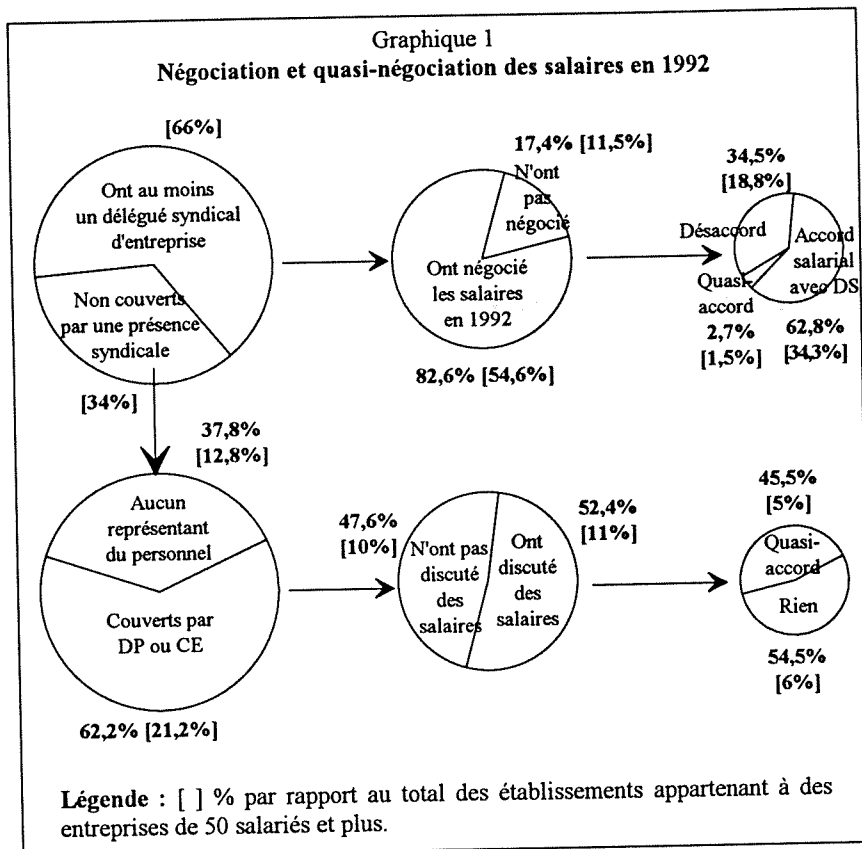 Graphique 1
Négociation et quasi-négociation des salaires en 1992
[66%]
Ont au moins
un délégué syndical
d'entreprise
Non couverts
par une présence
syndicale
[34%]
17,4% [11,5%]
N'ont
pas
négocié
Ont négocié
les salaires
en 1992
82,6% [54,6%]
34,5%
[18,8%]
Désaccord
Accord
salarial
avec DS
Quasi-
accord
2,7%
[1,5%]
62,8%
[34,3%]
37,8%
[12,8%]
Aucun
représentant
du personnel
Couverts par
DP ou CE
62,2% [21,2%]
47,6%
[10%]
N'ont pas
discuté
des
salaires
Ont
discuté
des
salaires
52,4%
[11%]
45,5%
[5%]
Quasi-
accord
Rien
54,5%
[6%]
Légende : [ ] % par rapport au total des établissements appartenant à des
entreprises de 50 salariés et plus.